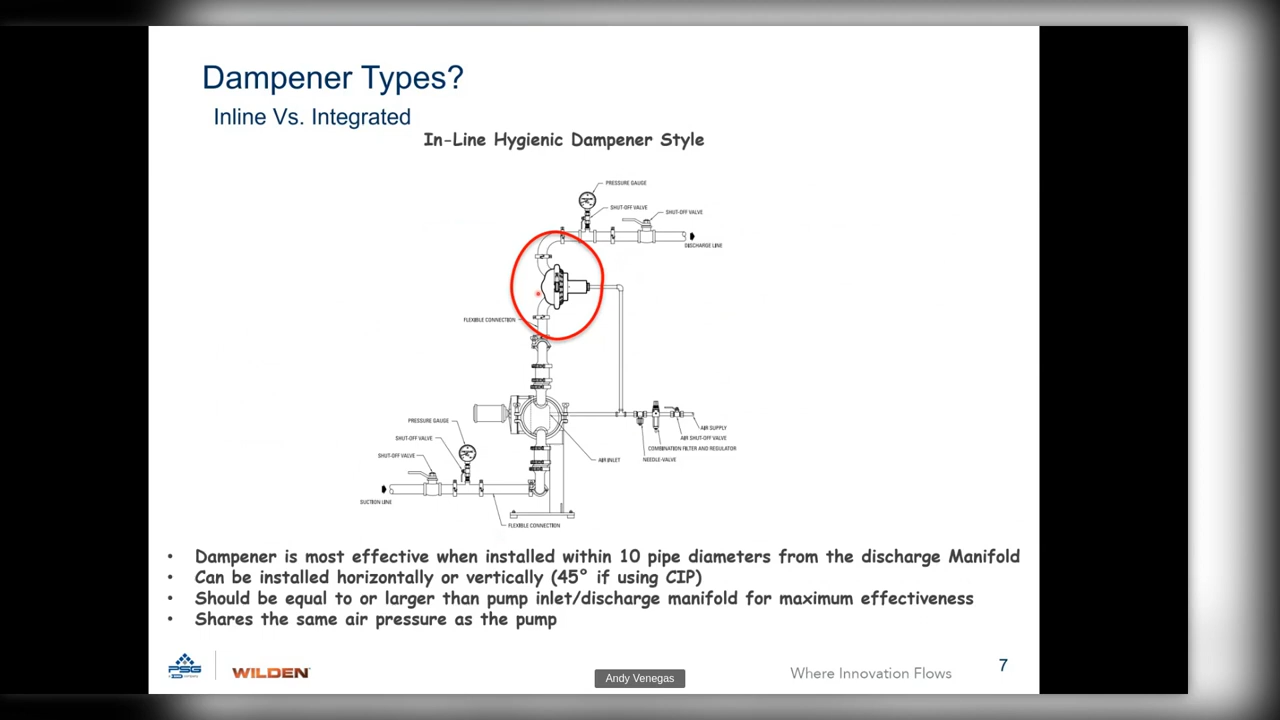 Dampener Types?
Inline Vs. Integrated
In-Line Hygienic Dampener Style
PRESSURE GAUGE
SHUT-OFF VALVE
SHUT-OFF VALVE
DISCHARGE LINE
FLEXIBLE CONNECTION
PRESSURE GAUGE
SHUT-OFF VALVE
SHUT-OFF VALVE
SUCTION LINE
AIR SUPPLY
AIR SHUT-OFF VALVE
COMBINATION FILTER AND REGULATOR
NEEDLE-VALVE
AIR INLET
FLEXIBLE CONNECTION
• Dampener is most effective when installed within 10 pipe diameters from the discharge Manifold
• Can be installed horizontally or vertically (45° if using CIP)
• Should be equal to or larger than pump inlet/discharge manifold for maximum effectiveness
• Shares the same air pressure as the pump
PSG
WILDEN
Andy Venegas
Where Innovation Flows
7